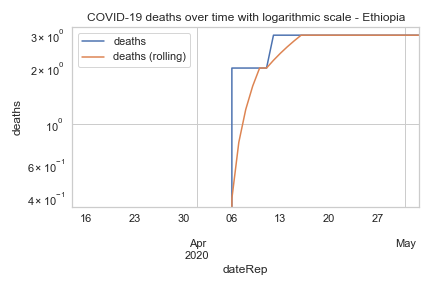 COVID-19 deaths over time with logarithmic scale - Ethiopia
deaths
deaths (rolling)
3 × 10⁰
2 × 10⁰
10⁰
6 × 10⁻¹
4 × 10⁻¹
deaths
16 23 30 06 13 20 27
Apr May
2020
dateRep